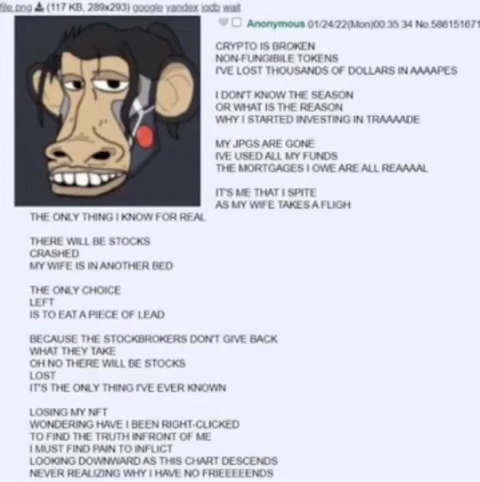 file.png (117 KB, 289x293) google yandex iqdb wait
Anonymous 01/24/22(Mon)00:35:34 No.586151671
CRYPTO IS BROKEN
NON-FUNGIBILE TOKENS
I'VE LOST THOUSANDS OF DOLLARS IN AAAAPES
I DON'T KNOW THE SEASON
OR WHAT IS THE REASON
WHY I STARTED INVESTING IN TRAAAADE
MY JPGS ARE GONE
IVE USED ALL MY FUNDS
THE MORTGAGES I OWE ARE ALL REAAAAL
IT'S ME THAT I SPITE
AS MY WIFE TAKES A FLIGH
THE ONLY THING I KNOW FOR REAL
THERE WILL BE STOCKS
CRASHED
MY WIFE IS IN ANOTHER BED
THE ONLY CHOICE
LEFT
IS TO EAT A PIECE OF LEAD
BECAUSE THE STOCKBROKERS DON'T GIVE BACK
WHAT THEY TAKE
OH NO THERE WILL BE STOCKS
LOST
IT'S THE ONLY THING I'VE EVER KNOWN
LOSING MY NFT
WONDERING HAVE I BEEN RIGHT-CLICKED
TO FIND THE TRUTH INFRONT OF ME
I MUST FIND PAIN TO INFLICT
LOOKING DOWNWARD AS THIS CHART DESCENDS
NEVER REALIZING WHY I HAVE NO FRIEEEEENDS